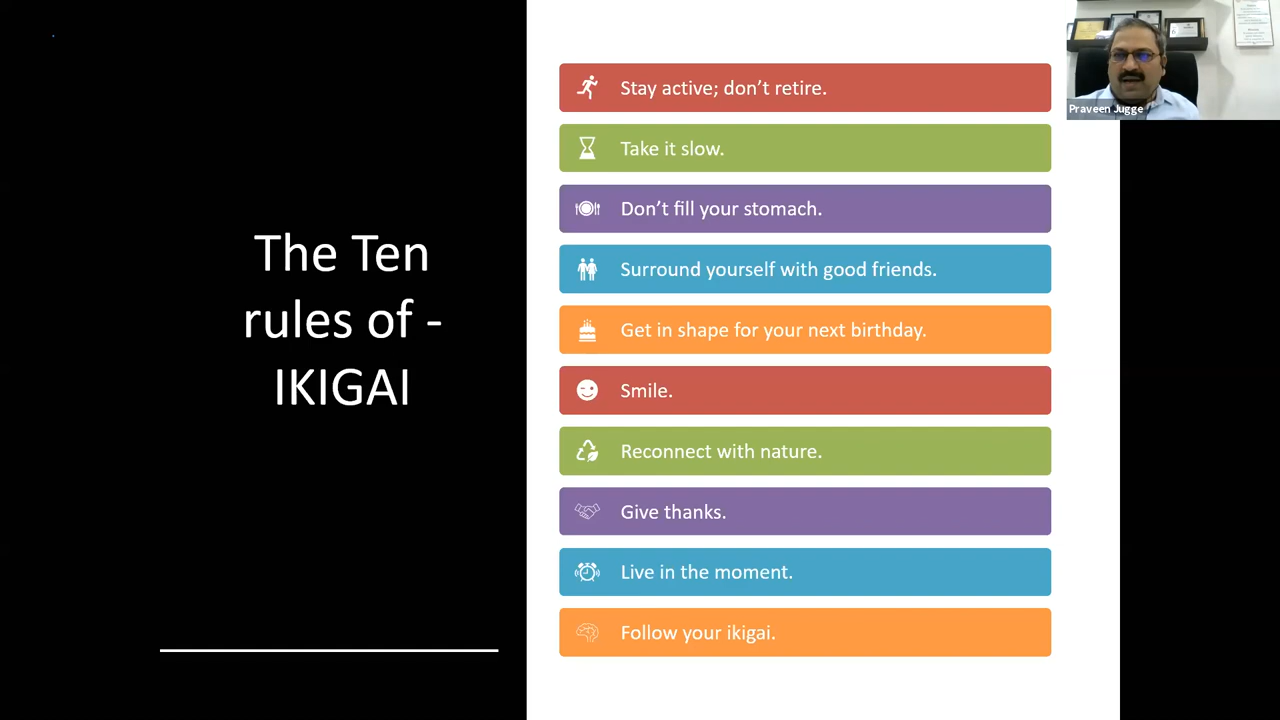 The Ten
rules of -
IKIGAI
Stay active; don’t retire.
Take it slow.
Don’t fill your stomach.
Surround yourself with good friends.
Get in shape for your next birthday.
Smile.
Reconnect with nature.
Give thanks.
Live in the moment.
Follow your ikigai.
Praveen Jugge